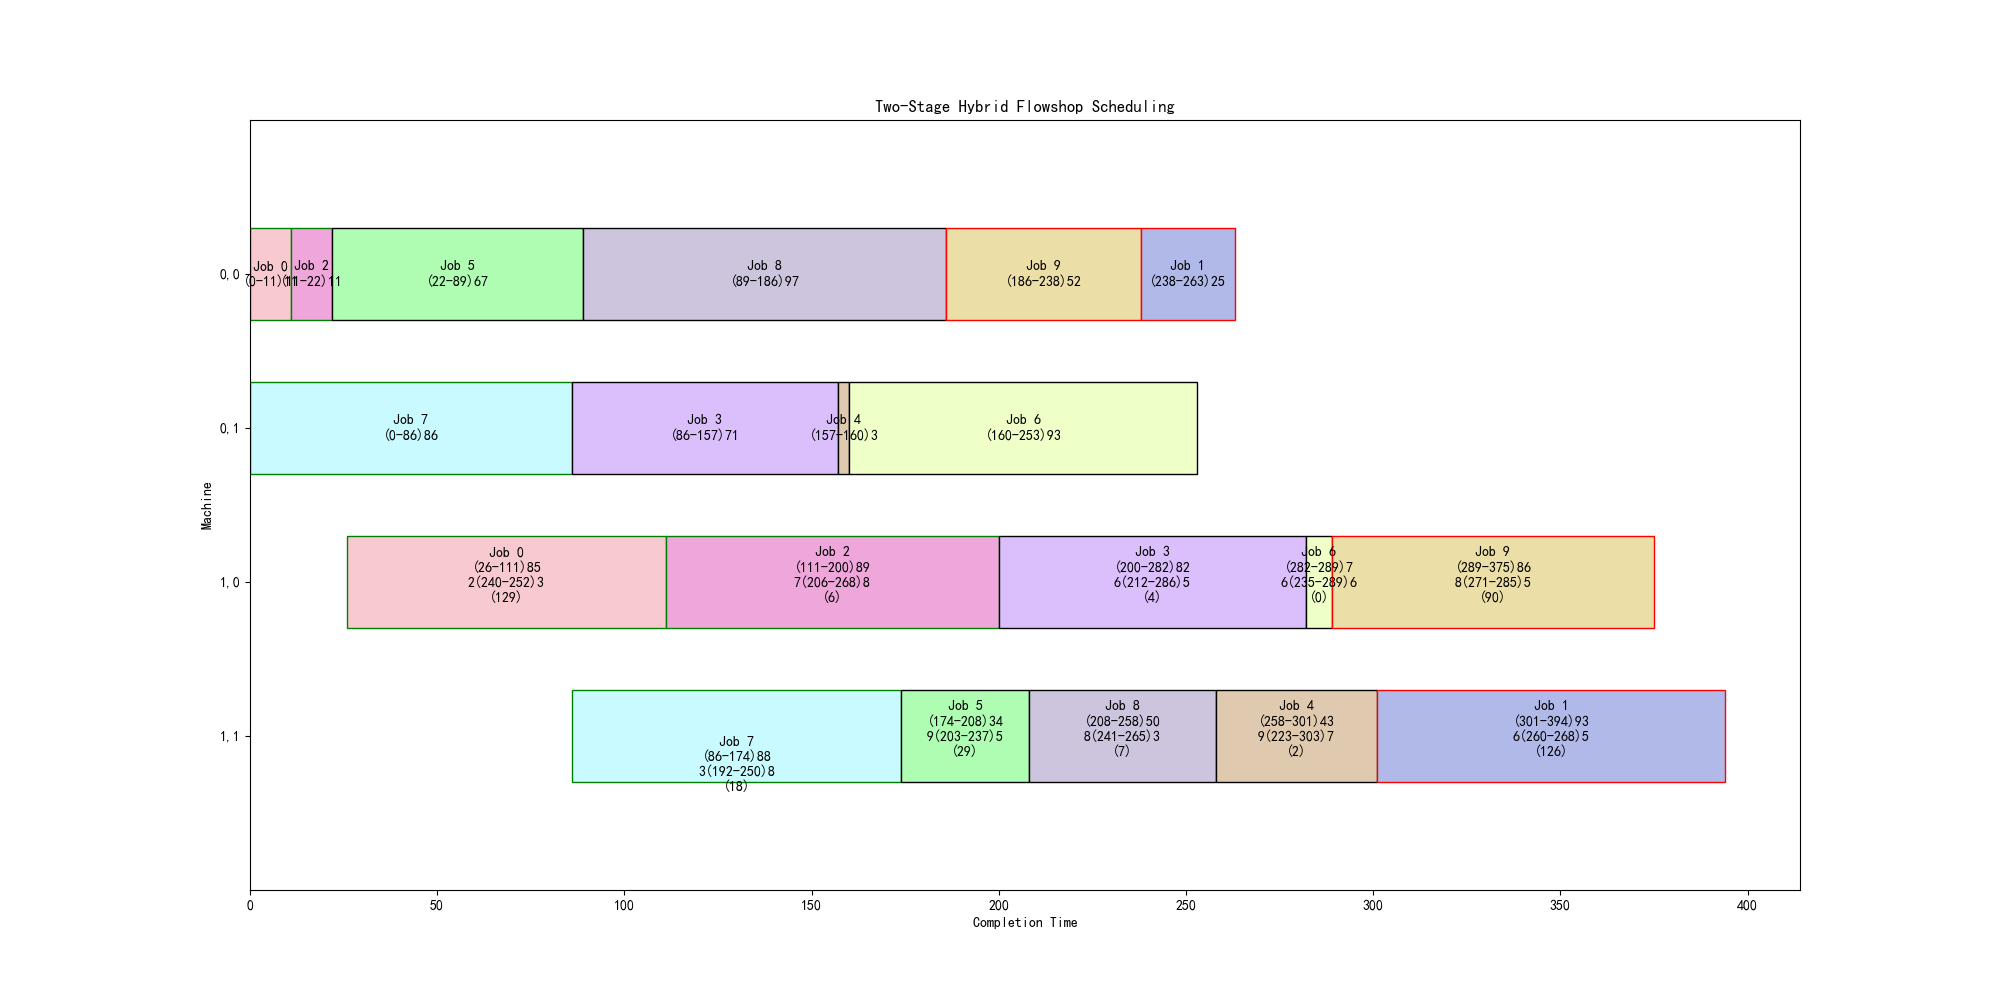 Two-Stage Hybrid Flowshop Scheduling
Machine
0,0
Job 0
(0-11)11
Job 2
(11-22)11
Job 5
(22-89)67
Job 8
(89-186)97
Job 9
(186-238)52
Job 1
(238-263)25
0,1
Job 7
(0-86)86
Job 3
(86-157)71
Job 4
(157-160)3
Job 6
(160-253)93
1,0
Job 0
(26-111)85
2(240-252)3
(129)
Job 2
(111-200)89
7(206-268)8
(6)
Job 3
(200-282)82
6(212-286)5
(4)
Job 6
(282-289)7
6(235-289)6
(0)
Job 9
(289-375)86
8(271-285)5
(90)
1,1
Job 7
(86-174)88
3(192-250)8
(18)
Job 5
(174-208)34
9(203-237)5
(29)
Job 8
(208-258)50
8(241-265)3
(7)
Job 4
(258-301)43
9(223-303)7
(2)
Job 1
(301-394)93
6(260-268)5
(126)
0 50 100 150 200 250 300 350 400
Completion Time